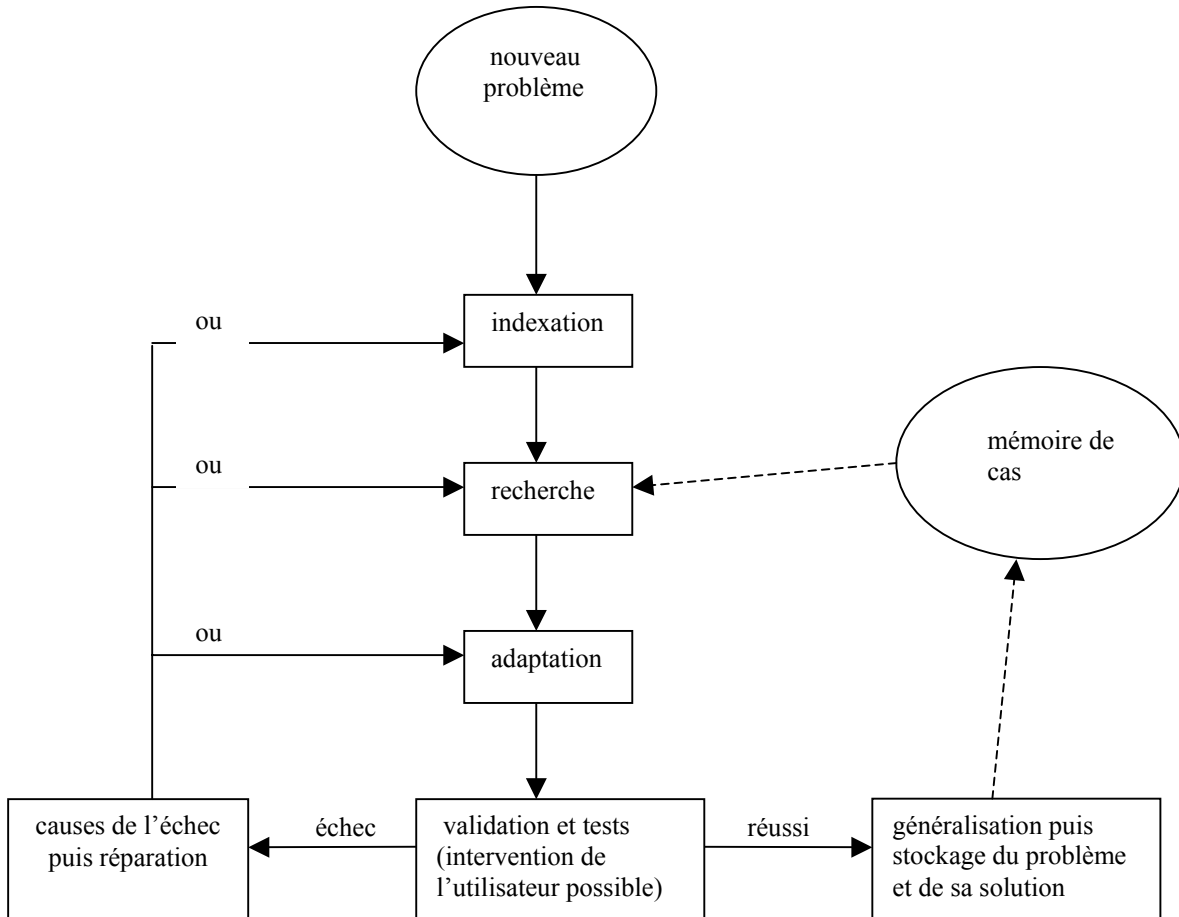 nouveau
problème
ou
indexation
ou
recherche
mémoire de
cas
ou
adaptation
causes de l’échec
puis réparation
échec
validation et tests
(intervention de
l’utilisateur possible)
réussi
généralisation puis
stockage du problème
et de sa solution